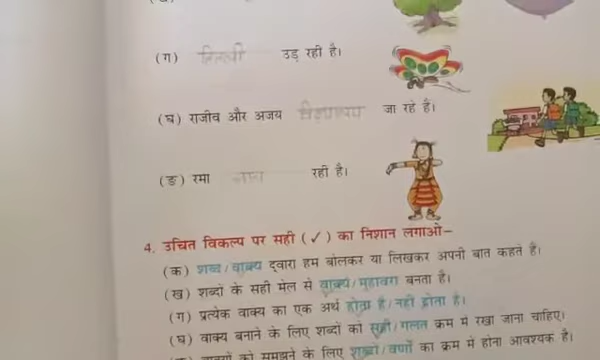 (ग) तितली उड़ रही है।
(घ) राजीव और अजय विद्यालय जा रहे हैं।
(ङ) रमा नाच रही है।
4. उचित विकल्प पर सही (✓) का निशान लगाओ–
(क) शब्द/वाक्य द्वारा हम बोलकर या लिखकर अपनी बात कहते हैं।
(ख) शब्दों के सही मेल से वाक्य/मुहावरा बनता है।
(ग) प्रत्येक वाक्य का एक अर्थ होता है/नहीं होता है।
(घ) वाक्य बनाने के लिए शब्दों को सही/गलत क्रम में रखा जाना चाहिए।
को समझने के लिए शब्दों/वर्णों का क्रम में होना आवश्यक है।